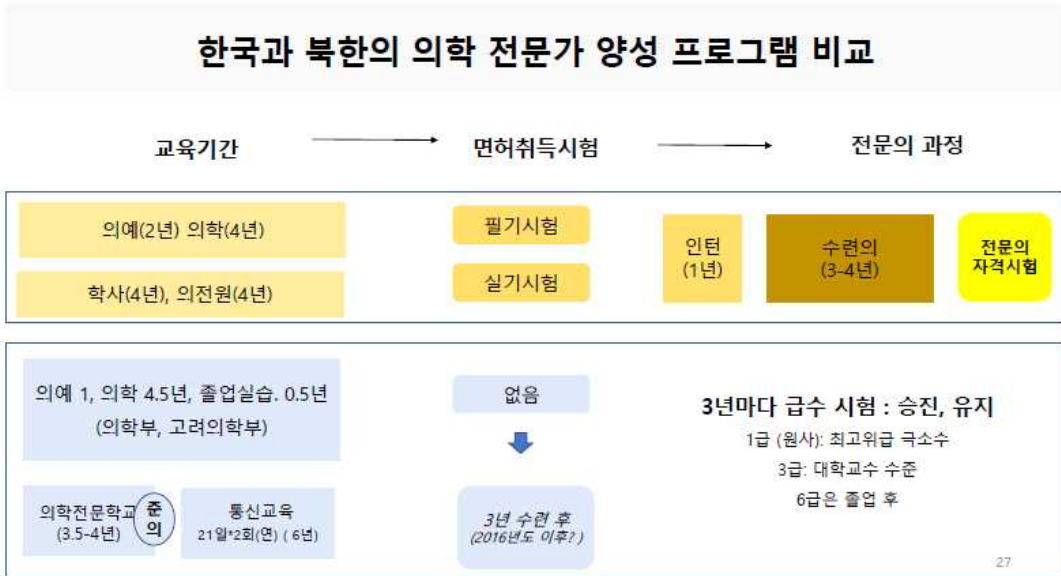 한국과 북한의 의학 전문가 양성 프로그램 비교
교육기간
면허취득시험
전문의 과정
의예(2년) 의학(4년)
학사(4년), 의전원(4년)
필기시험
실기시험
인턴
(1년)
수련의
(3-4년)
전문의
자격시험
의예 1, 의학 4.5년, 졸업실습. 0.5년
(의학부, 고려의학부)
의학전문학교
(3.5-4년)
준
의
통신교육
21일*2회(연) ( 6년)
없음
3년 수련 후
(2016년도 이후? )
3년마다 급수 시험 : 승진, 유지
1급 (원사): 최고위급 극소수
3급: 대학교수 수준
6급은 졸업 후
27